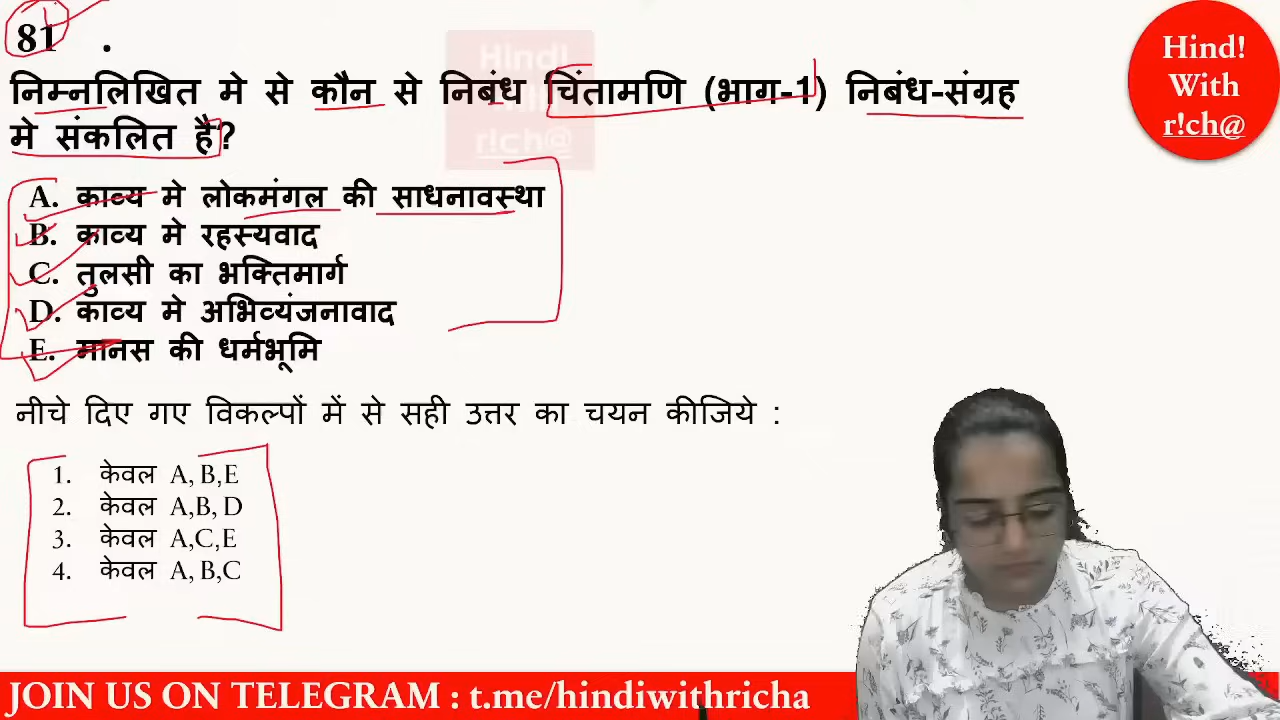 81 .
Hind!
With
r!ch@
Hind!
r!ch@
निम्नलिखित मे से कौन से निबंध चिंतामणि (भाग-1) निबंध-संग्रह
मे संकलित है?
A. काव्य मे लोकमंगल की साधनावस्था
B. काव्य मे रहस्यवाद
C. तुलसी का भक्तिमार्ग
D. काव्य मे अभिव्यंजनावाद
E. मानस की धर्मभूमि
नीचे दिए गए विकल्पों में से सही उत्तर का चयन कीजिये :
1. केवल A, B,E
2. केवल A,B, D
3. केवल A,C,E
4. केवल A, B,C
JOIN US ON TELEGRAM : t.me/hindiwithricha